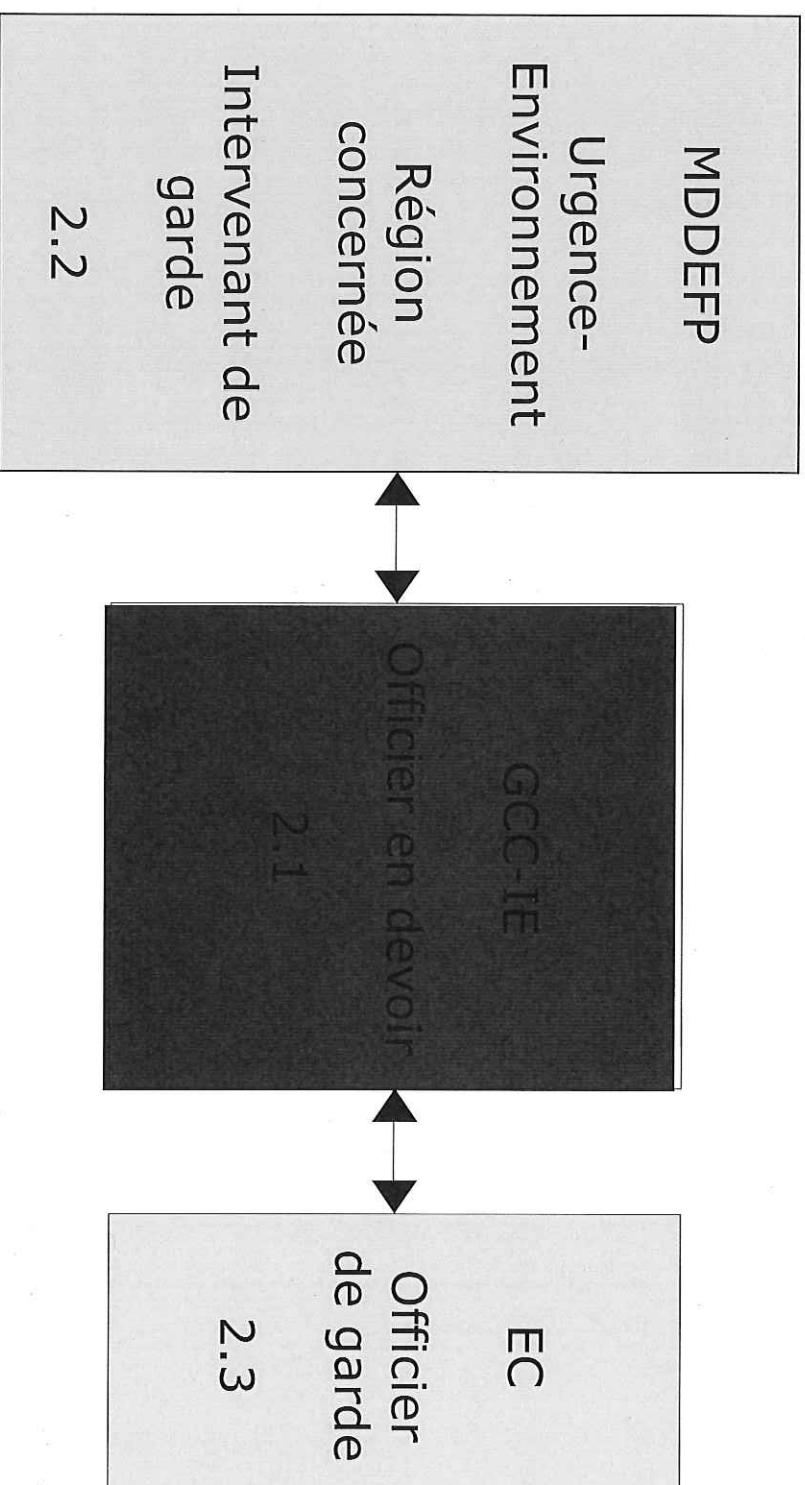 MDDEFP
Urgence-
Environnement
Région
concernée
Intervenant de
garde
2.2
GCC-IE
Officier en devoir
2.1
EC
Officier
de garde
2.3